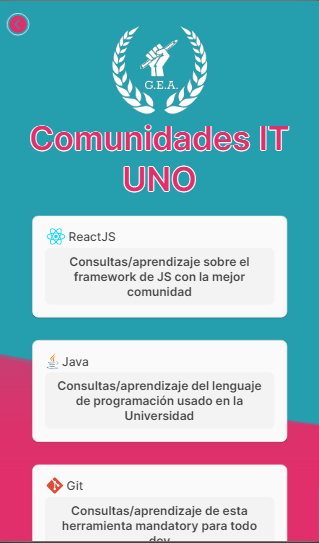 G.E.A.
Comunidades IT
UNO
ReactJS
Consultas/aprendizaje sobre el
framework de JS con la mejor
comunidad
Java
Consultas/aprendizaje del lenguaje
de programación usado en la
Universidad
Git
Consultas/aprendizaje de esta
herramienta mandatory para todo
dev